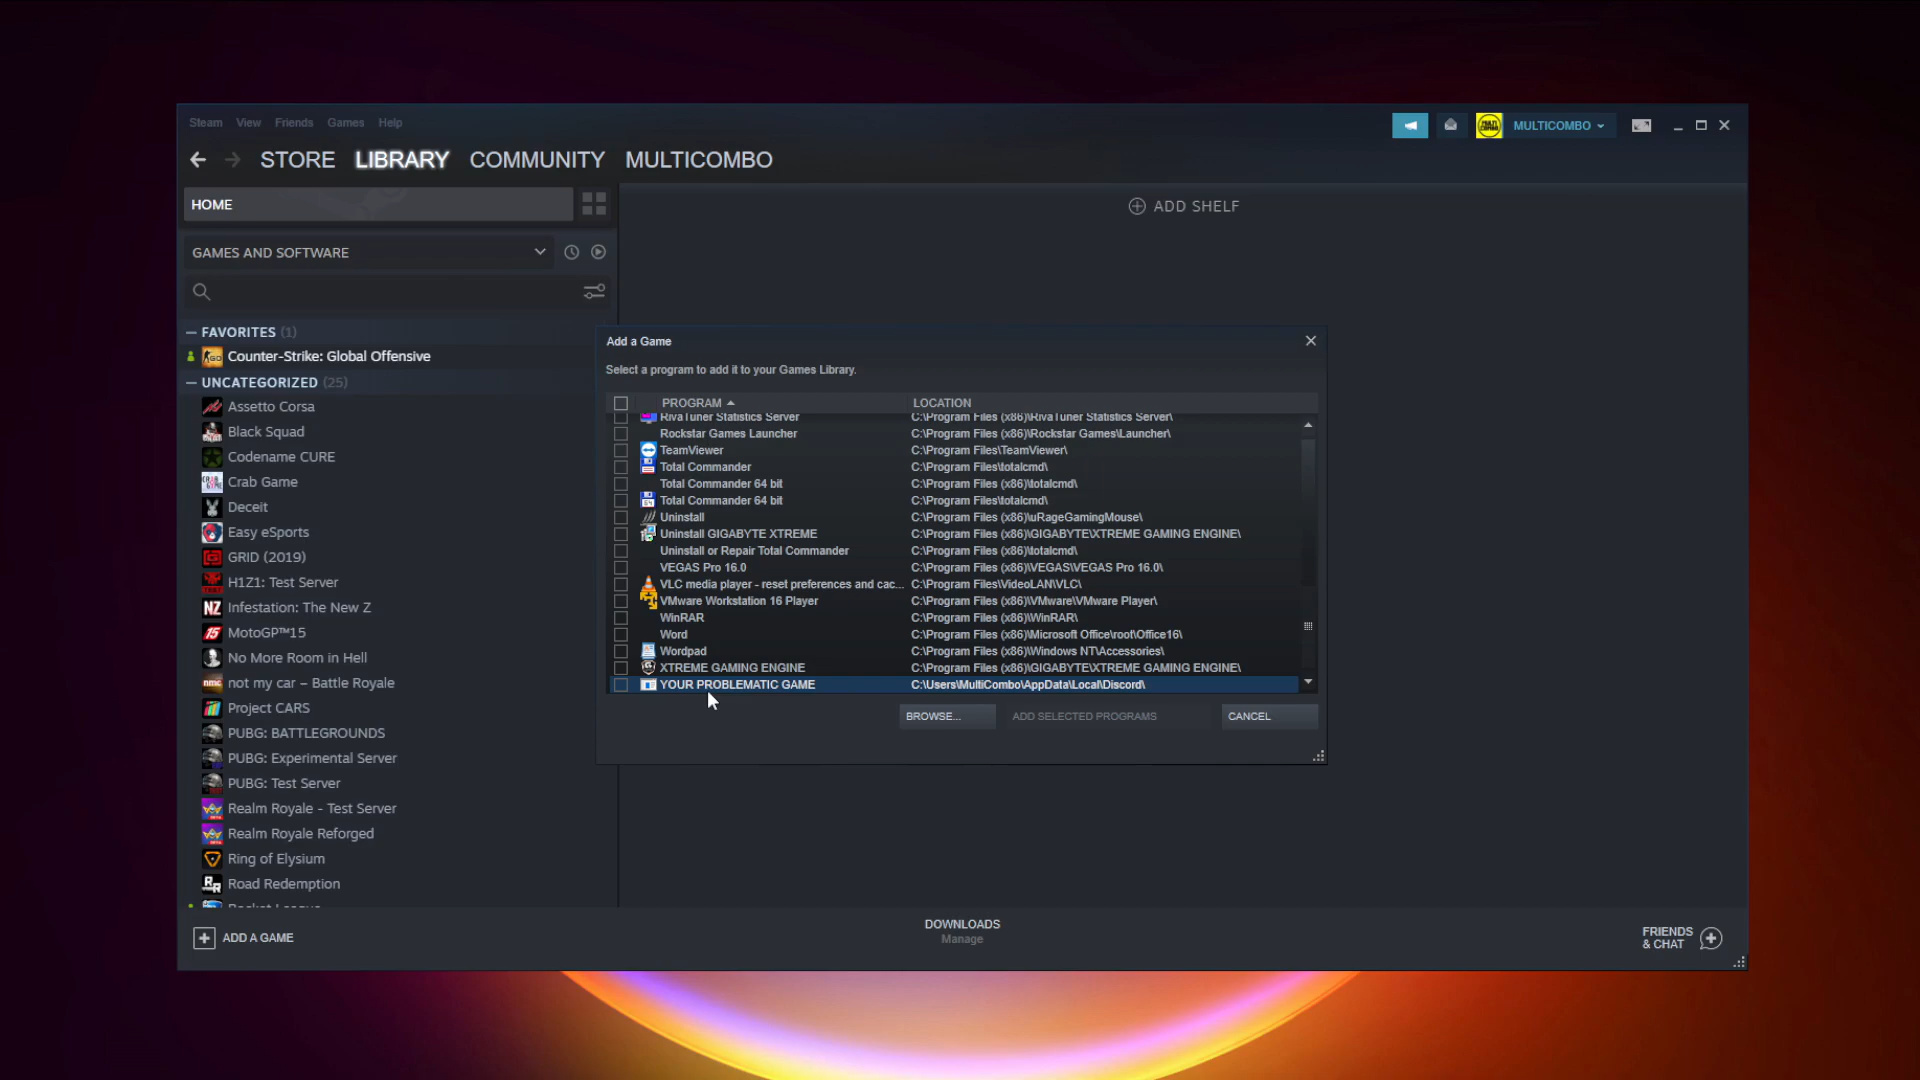 Steam View Friends Games Help
MULTICOMBO
STORE LIBRARY COMMUNITY MULTICOMBO
HOME
ADD SHELF
GAMES AND SOFTWARE
FAVORITES (1)
Counter-Strike: Global Offensive
UNCATEGORIZED (25)
Assetto Corsa
Black Squad
Codename CURE
Crab Game
Deceit
Easy eSports
GRID (2019)
H1Z1: Test Server
Infestation: The New Z
MotoGP™15
No More Room in Hell
not my car – Battle Royale
Project CARS
PUBG: BATTLEGROUNDS
PUBG: Experimental Server
PUBG: Test Server
Realm Royale - Test Server
Realm Royale Reforged
Ring of Elysium
Road Redemption
Add a Game
Select a program to add it to your Games Library.
PROGRAM LOCATION
RivaTuner Statistics Server C:\Program Files (x86)\RivaTuner Statistics Server\
Rockstar Games Launcher C:\Program Files (x86)\Rockstar Games\Launcher\
TeamViewer C:\Program Files\TeamViewer\
Total Commander C:\Program Files (x86)\totalcmd\
Total Commander 64 bit C:\Program Files (x86)\totalcmd\
Total Commander 64 bit C:\Program Files\totalcmd\
Uninstall C:\Program Files (x86)\uRageGamingMouse\
Uninstall GIGABYTE XTREME C:\Program Files (x86)\GIGABYTE\XTREME GAMING ENGINE\
Uninstall or Repair Total Commander C:\Program Files (x86)\totalcmd\
VEGAS Pro 16.0 C:\Program Files (x86)\VEGAS\VEGAS Pro 16.0\
VLC media player - reset preferences and cac... C:\Program Files\VideoLAN\VLC\
VMware Workstation 16 Player C:\Program Files (x86)\VMware\VMware Player\
WinRAR C:\Program Files (x86)\WinRAR\
Word C:\Program Files (x86)\Microsoft Office\root\Office16\
Wordpad C:\Program Files (x86)\Windows NT\Accessories\
XTREME GAMING ENGINE C:\Program Files (x86)\GIGABYTE\XTREME GAMING ENGINE\
YOUR PROBLEMATIC GAME C:\Users\MultiCombo\AppData\Local\Discord\
BROWSE... ADD SELECTED PROGRAMS CANCEL
ADD A GAME
DOWNLOADS
Manage
FRIENDS
& CHAT